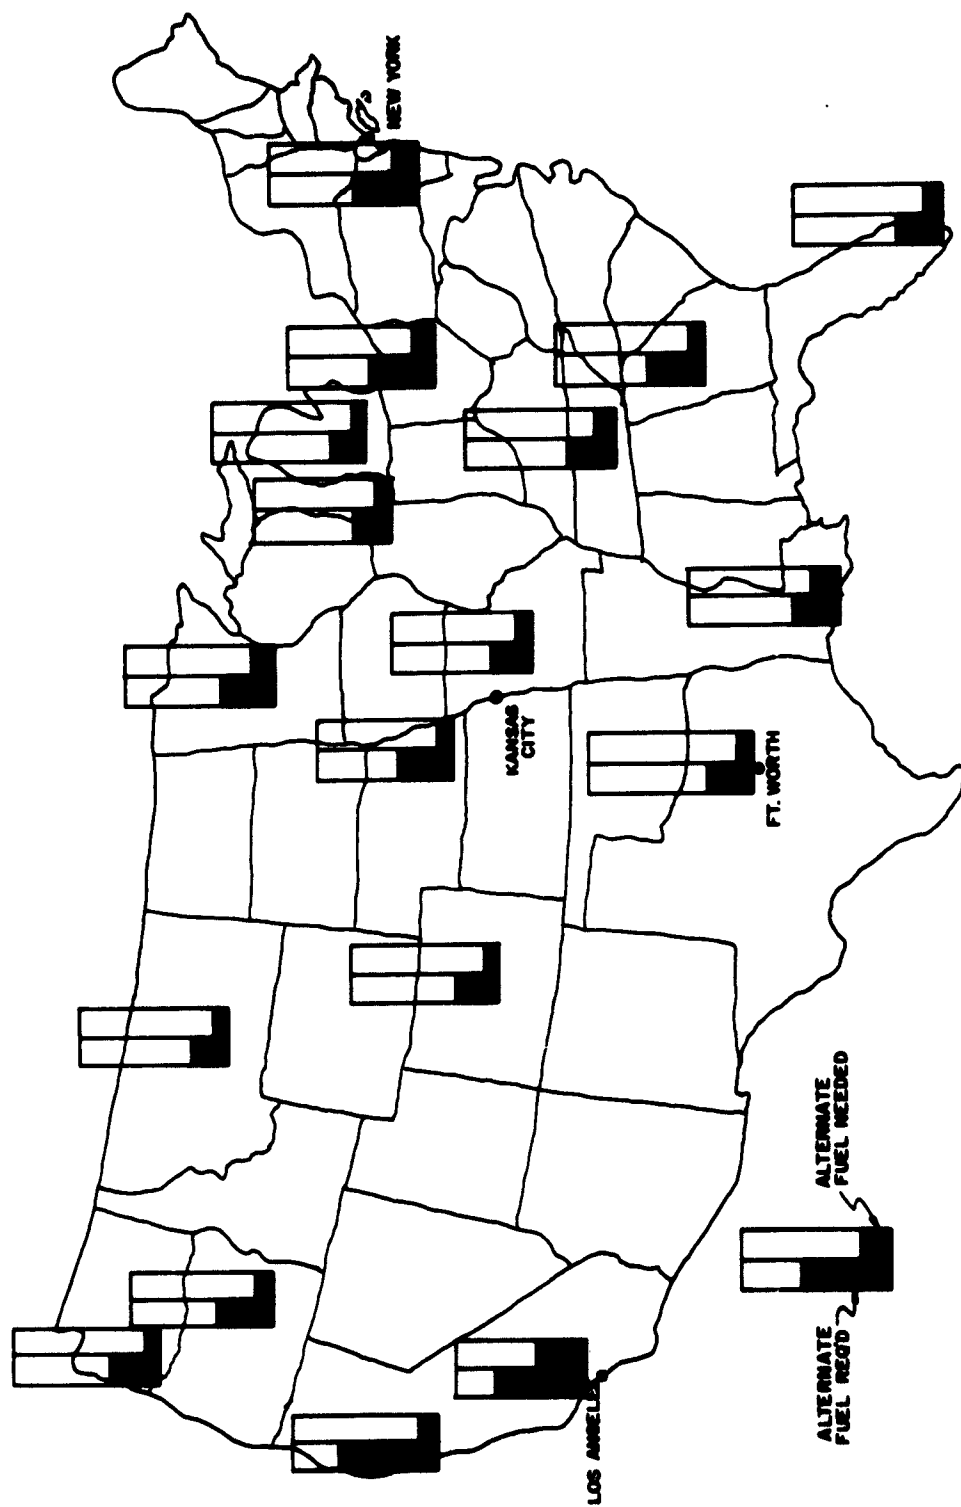 NEW YORK
KANSAS
CITY
FT. WORTH
LOS ANGELES
ALTERNATE
FUEL REQ'D
ALTERNATE
FUEL NEEDED